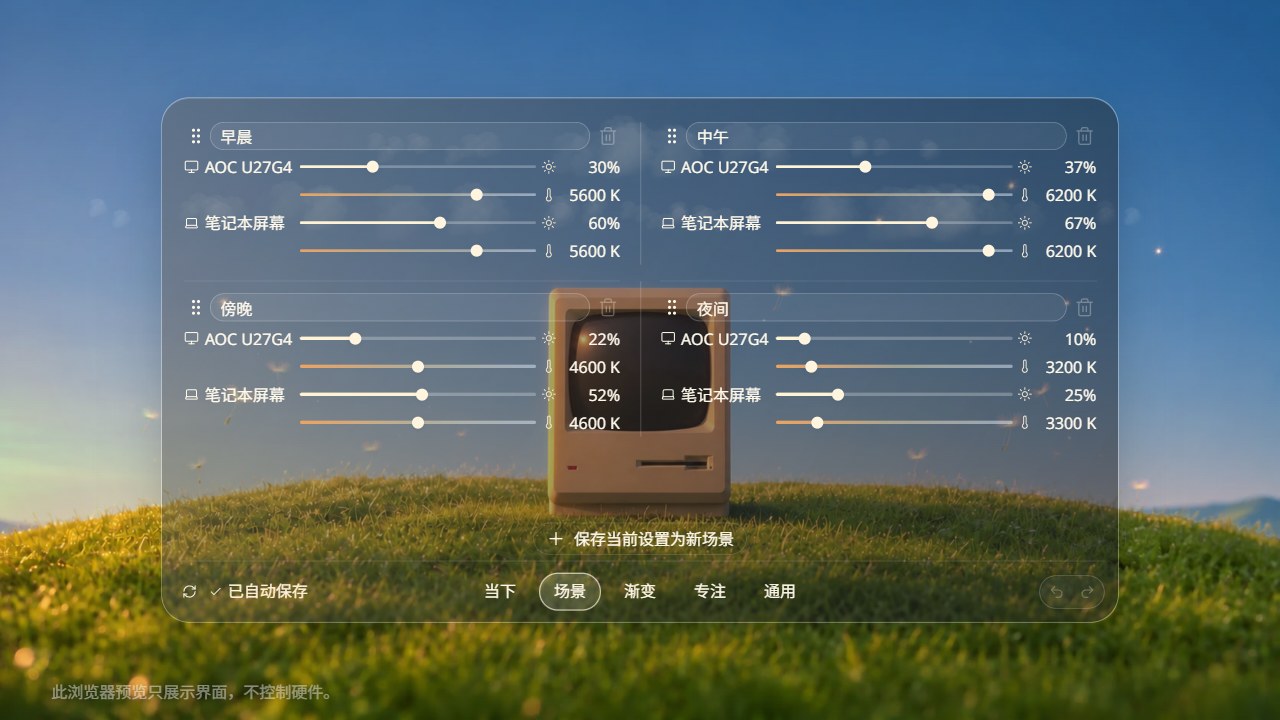 早晨
AOC U27G4 30%
5600 K
笔记本屏幕 60%
5600 K
中午
AOC U27G4 37%
6200 K
笔记本屏幕 67%
6200 K
傍晚
AOC U27G4 22%
4600 K
笔记本屏幕 52%
4600 K
夜间
AOC U27G4 10%
3200 K
笔记本屏幕 25%
3300 K
保存当前设置为新场景
已自动保存 当下 场景 渐变 专注 通用
此浏览器预览只展示界面，不控制硬件。